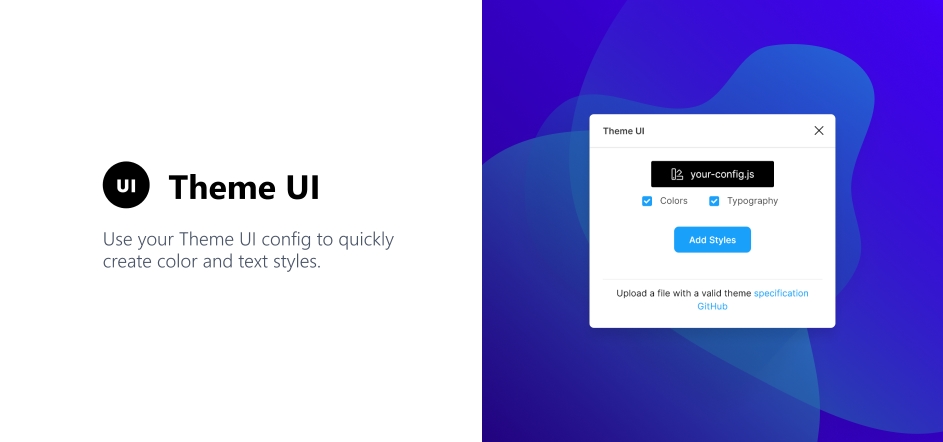 UI
Theme UI
Use your Theme UI config to quickly
create color and text styles.
Theme UI
your-config.js
Colors Typography
Add Styles
Upload a file with a valid theme specification
GitHub